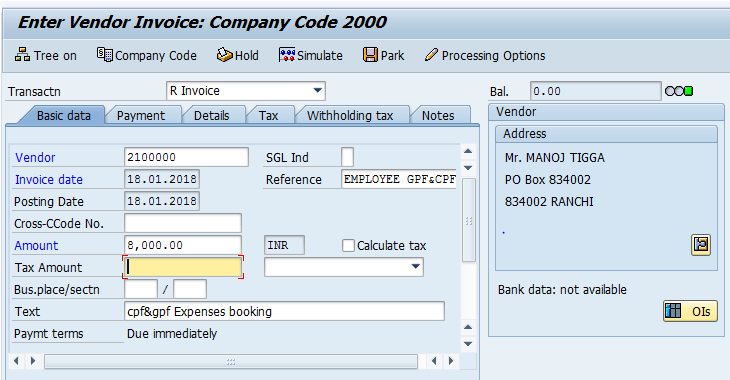 Enter Vendor Invoice: Company Code 2000
Tree on Company Code Hold Simulate Park Processing Options
Transactn R Invoice Bal. 0.00
Basic data Payment Details Tax Withholding tax Notes
Vendor 2100000 SGL Ind
Invoice date 18.01.2018 Reference EMPLOYEE GPF&CPF
Posting Date 18.01.2018
Cross-CCode No.
Amount 8,000.00 INR Calculate tax
Tax Amount
Bus.place/sectn /
Text cpf&gpf Expenses booking
Paymt terms Due immediately
Vendor
Address
Mr. MANOJ TIGGA
PO Box 834002
834002 RANCHI
.
Bank data: not available
OIs